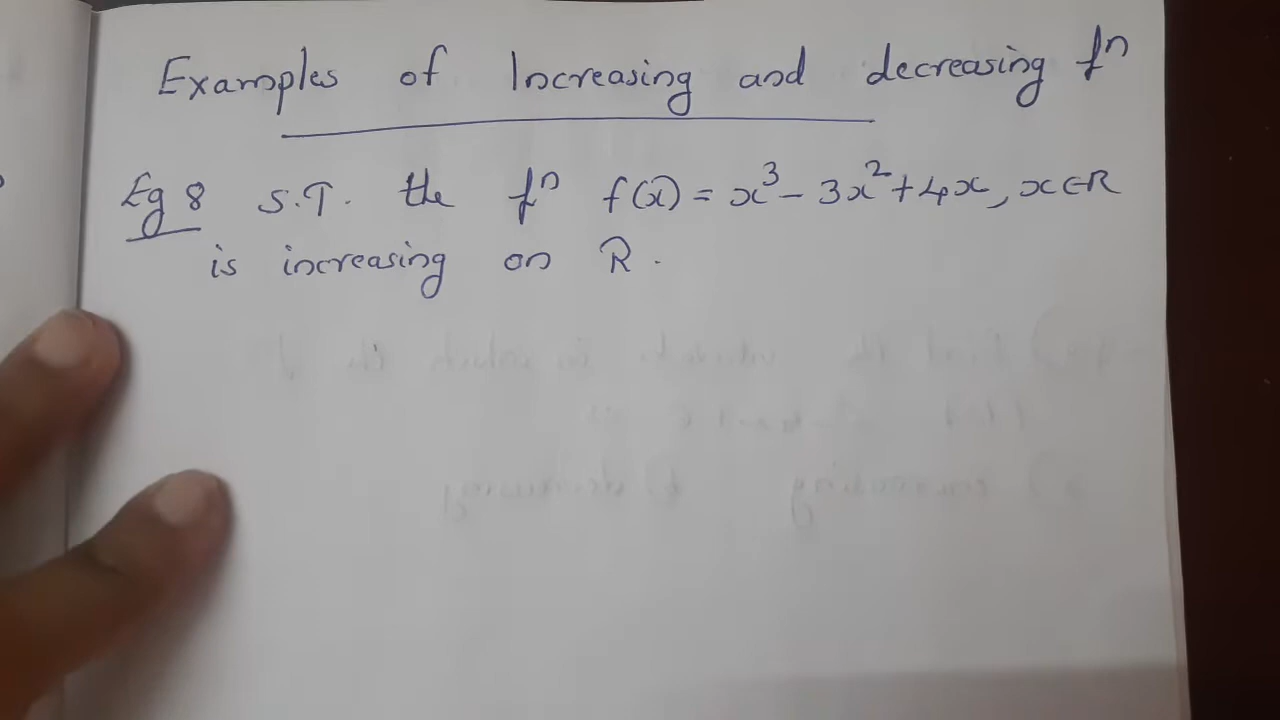 Examples of Increasing and decreasing fⁿ
Eg 8 S.T. the fⁿ f(x) = x³ - 3x² + 4x, x∈R
is increasing on R.